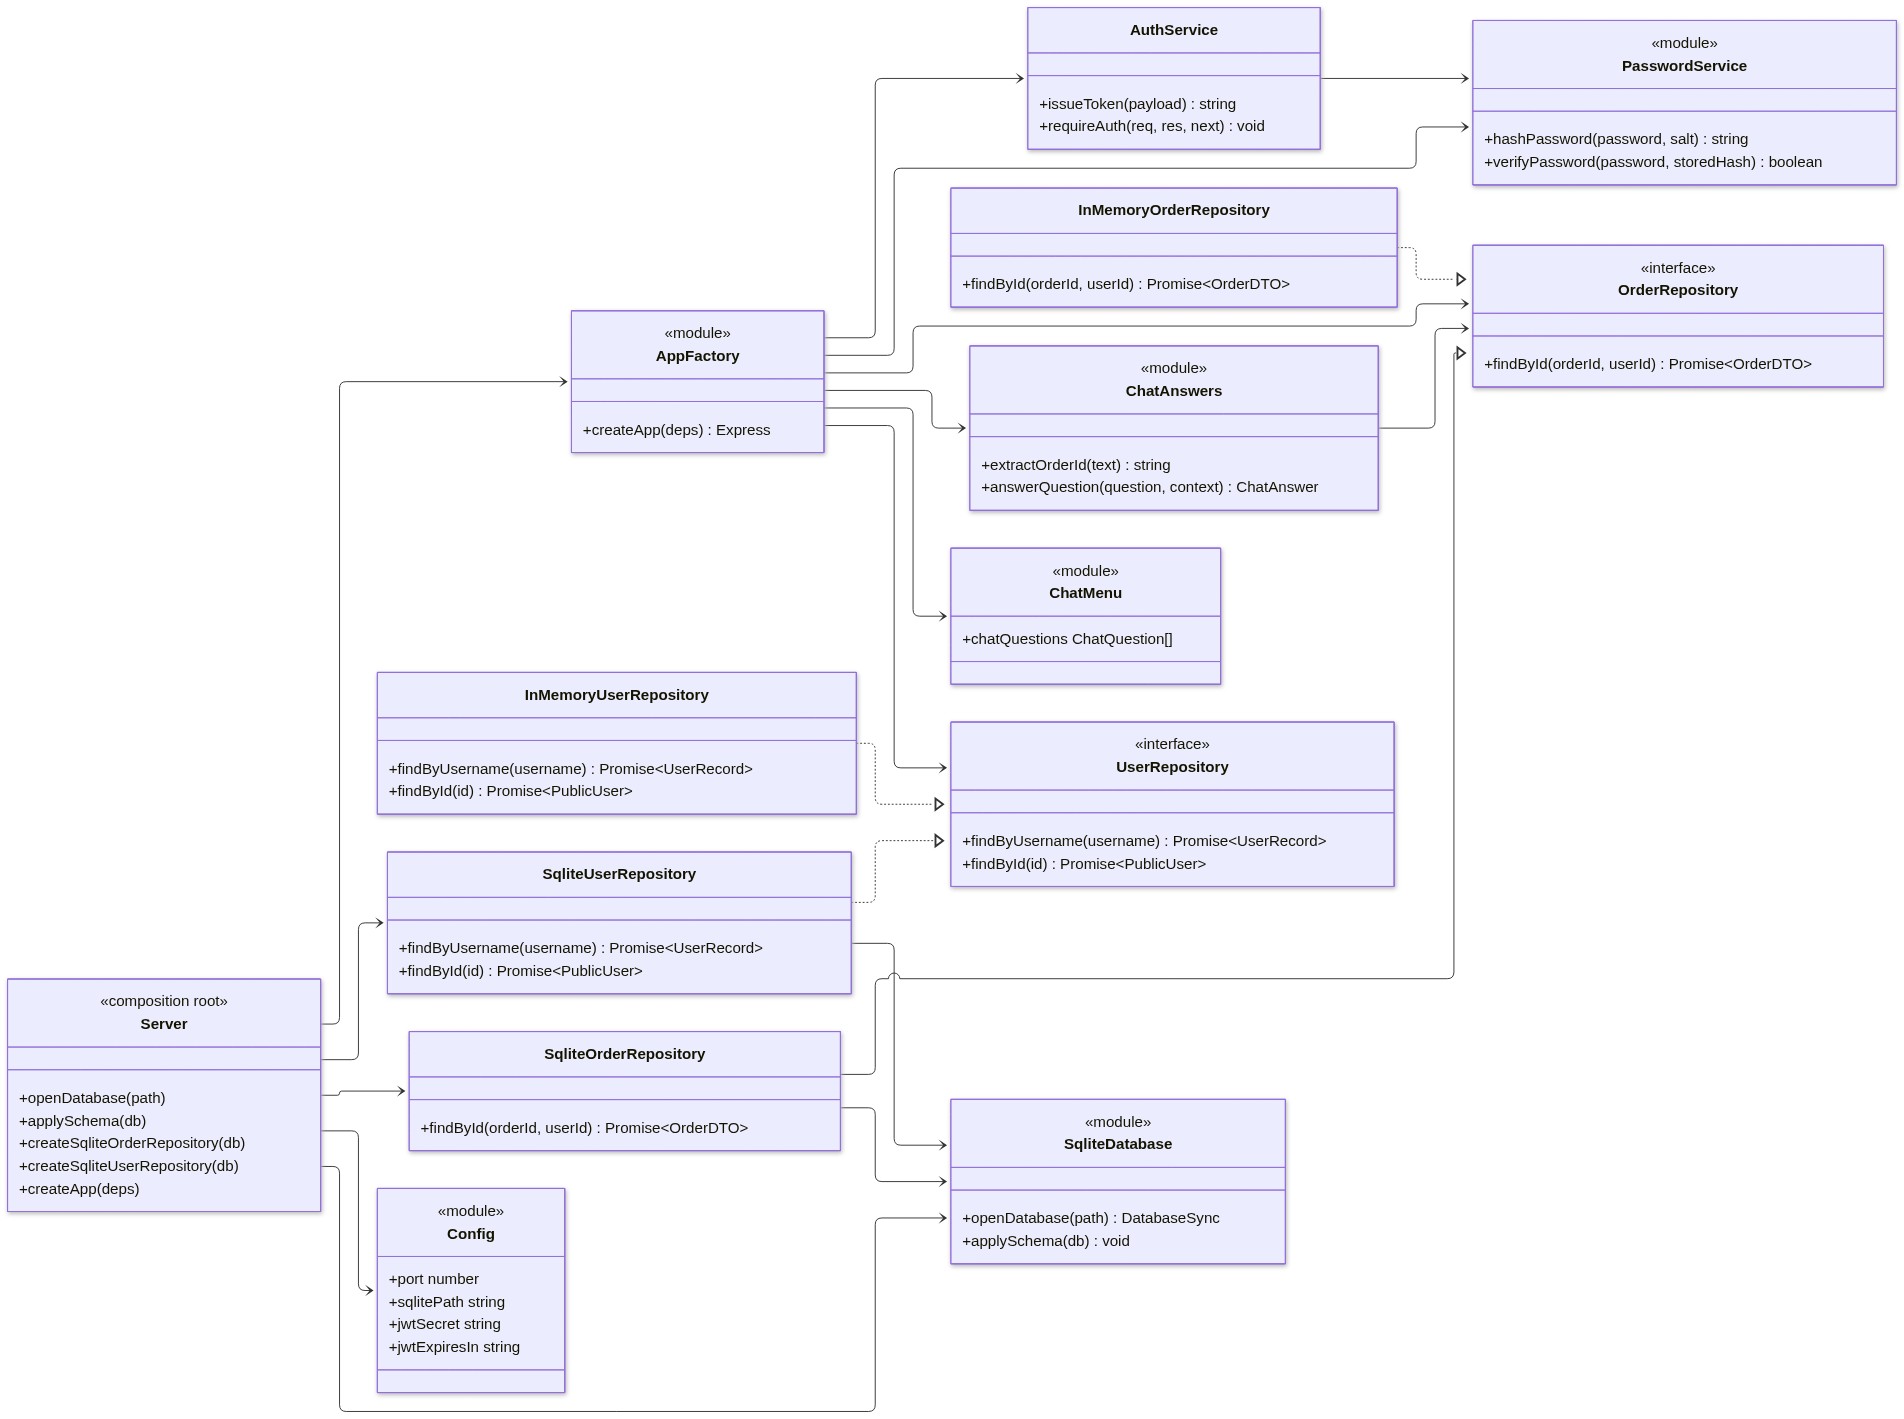 AuthService
+issueToken(payload) : string
+requireAuth(req, res, next) : void
«module»
PasswordService
+hashPassword(password, salt) : string
+verifyPassword(password, storedHash) : boolean
InMemoryOrderRepository
+findById(orderId, userId) : Promise<OrderDTO>
«interface»
OrderRepository
+findById(orderId, userId) : Promise<OrderDTO>
«module»
AppFactory
+createApp(deps) : Express
«module»
ChatAnswers
+extractOrderId(text) : string
+answerQuestion(question, context) : ChatAnswer
«module»
ChatMenu
+chatQuestions ChatQuestion[]
InMemoryUserRepository
+findByUsername(username) : Promise<UserRecord>
+findById(id) : Promise<PublicUser>
«interface»
UserRepository
+findByUsername(username) : Promise<UserRecord>
+findById(id) : Promise<PublicUser>
SqliteUserRepository
+findByUsername(username) : Promise<UserRecord>
+findById(id) : Promise<PublicUser>
«composition root»
Server
+openDatabase(path)
+applySchema(db)
+createSqliteOrderRepository(db)
+createSqliteUserRepository(db)
+createApp(deps)
SqliteOrderRepository
+findById(orderId, userId) : Promise<OrderDTO>
«module»
SqliteDatabase
+openDatabase(path) : DatabaseSync
+applySchema(db) : void
«module»
Config
+port number
+sqlitePath string
+jwtSecret string
+jwtExpiresIn string